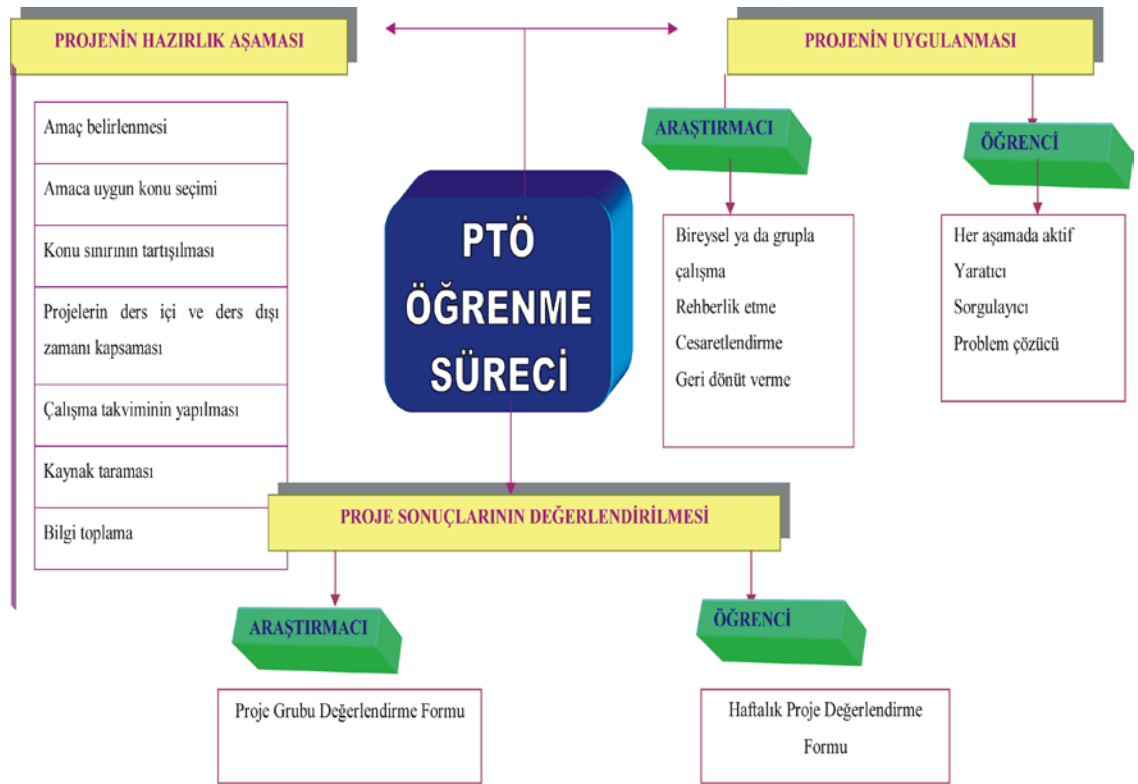 PROJENİN HAZIRLIK AŞAMASI
Amaç belirlenmesi
Amaca uygun konu seçimi
Konu sınırının tartışılması
Projelerin ders içi ve ders dışı
zamanı kapsaması
Çalışma takviminin yapılması
Kaynak taraması
Bilgi toplama
PTÖ
ÖĞRENME
SÜRECİ
PROJENİN UYGULANMASI
ARAŞTIRMACI
Bireysel ya da grupla
çalışma
Rehberlik etme
Cesaretlendirme
Geri dönüt verme
ÖĞRENCİ
Her aşamada aktif
Yaratıcı
Sorgulayıcı
Problem çözücü
PROJE SONUÇLARININ DEĞERLENDİRİLMESİ
ARAŞTIRMACI
Proje Grubu Değerlendirme Formu
ÖĞRENCİ
Haftalık Proje Değerlendirme
Formu